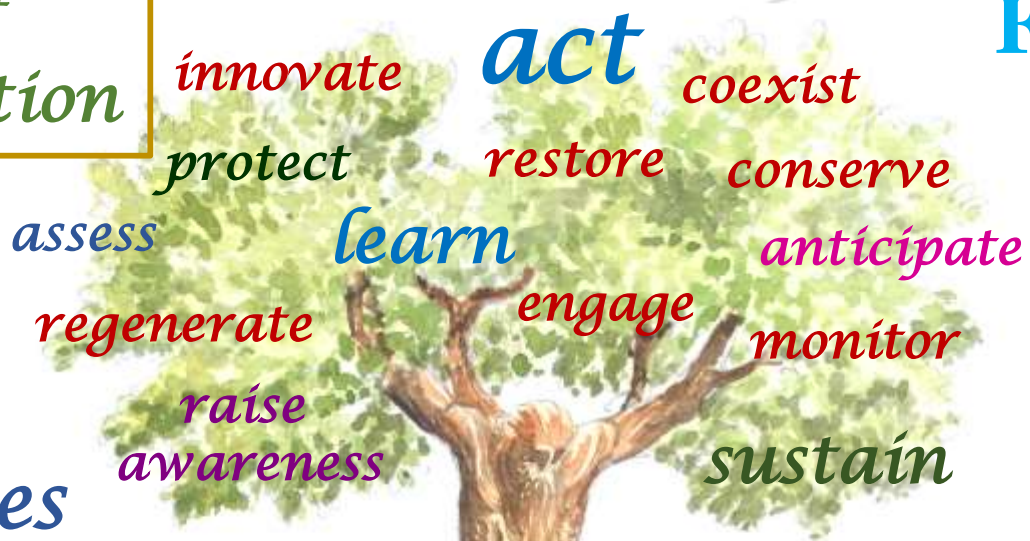 act
innovate
coexist
tion
protect
restore
conserve
assess
learn
anticipate
regenerate
engage
monitor
raise
awareness
sustain
es